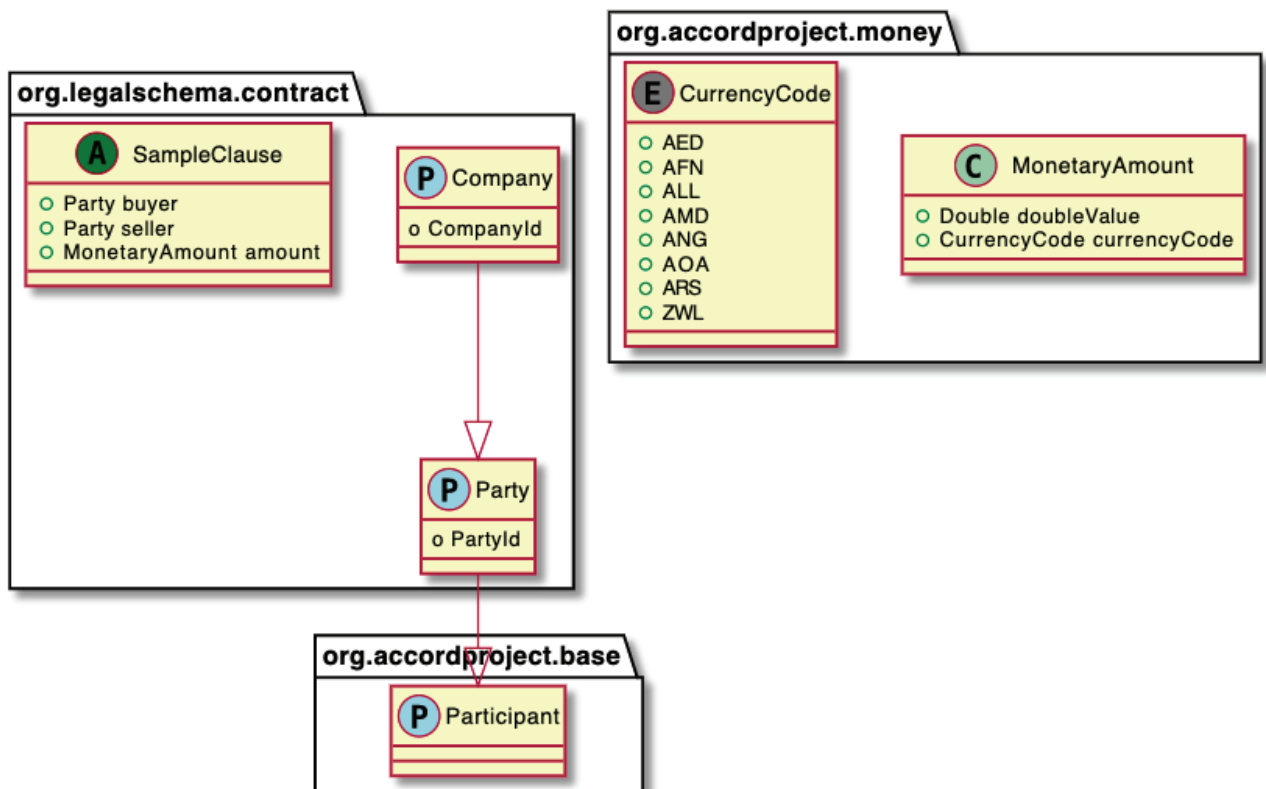 org.legalschema.contract
A SampleClause
Party buyer
Party seller
MonetaryAmount amount
P Company
o CompanyId
P Party
o PartyId
org.accordproject.money
E CurrencyCode
AED
AFN
ALL
AMD
ANG
AOA
ARS
ZWL
C MonetaryAmount
Double doubleValue
CurrencyCode currencyCode
org.accordproject.base
P Participant